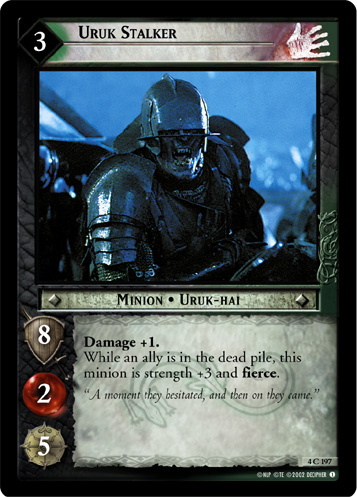 3
URUK STALKER
MINION • URUK-HAI
8
Damage +1.
While an ally is in the dead pile, this
minion is strength +3 and fierce.
2
“A moment they hesitated, and then on they came.”
5
4 C 197
©NLP ©TE ©2002 DECIPHER